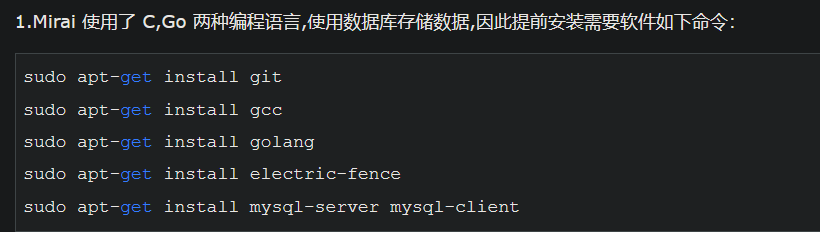 1.Mirai 使用了 C,Go 两种编程语言,使用数据库存储数据,因此提前安装需要软件如下命令：
sudo apt-get install git
sudo apt-get install gcc
sudo apt-get install golang
sudo apt-get install electric-fence
sudo apt-get install mysql-server mysql-client